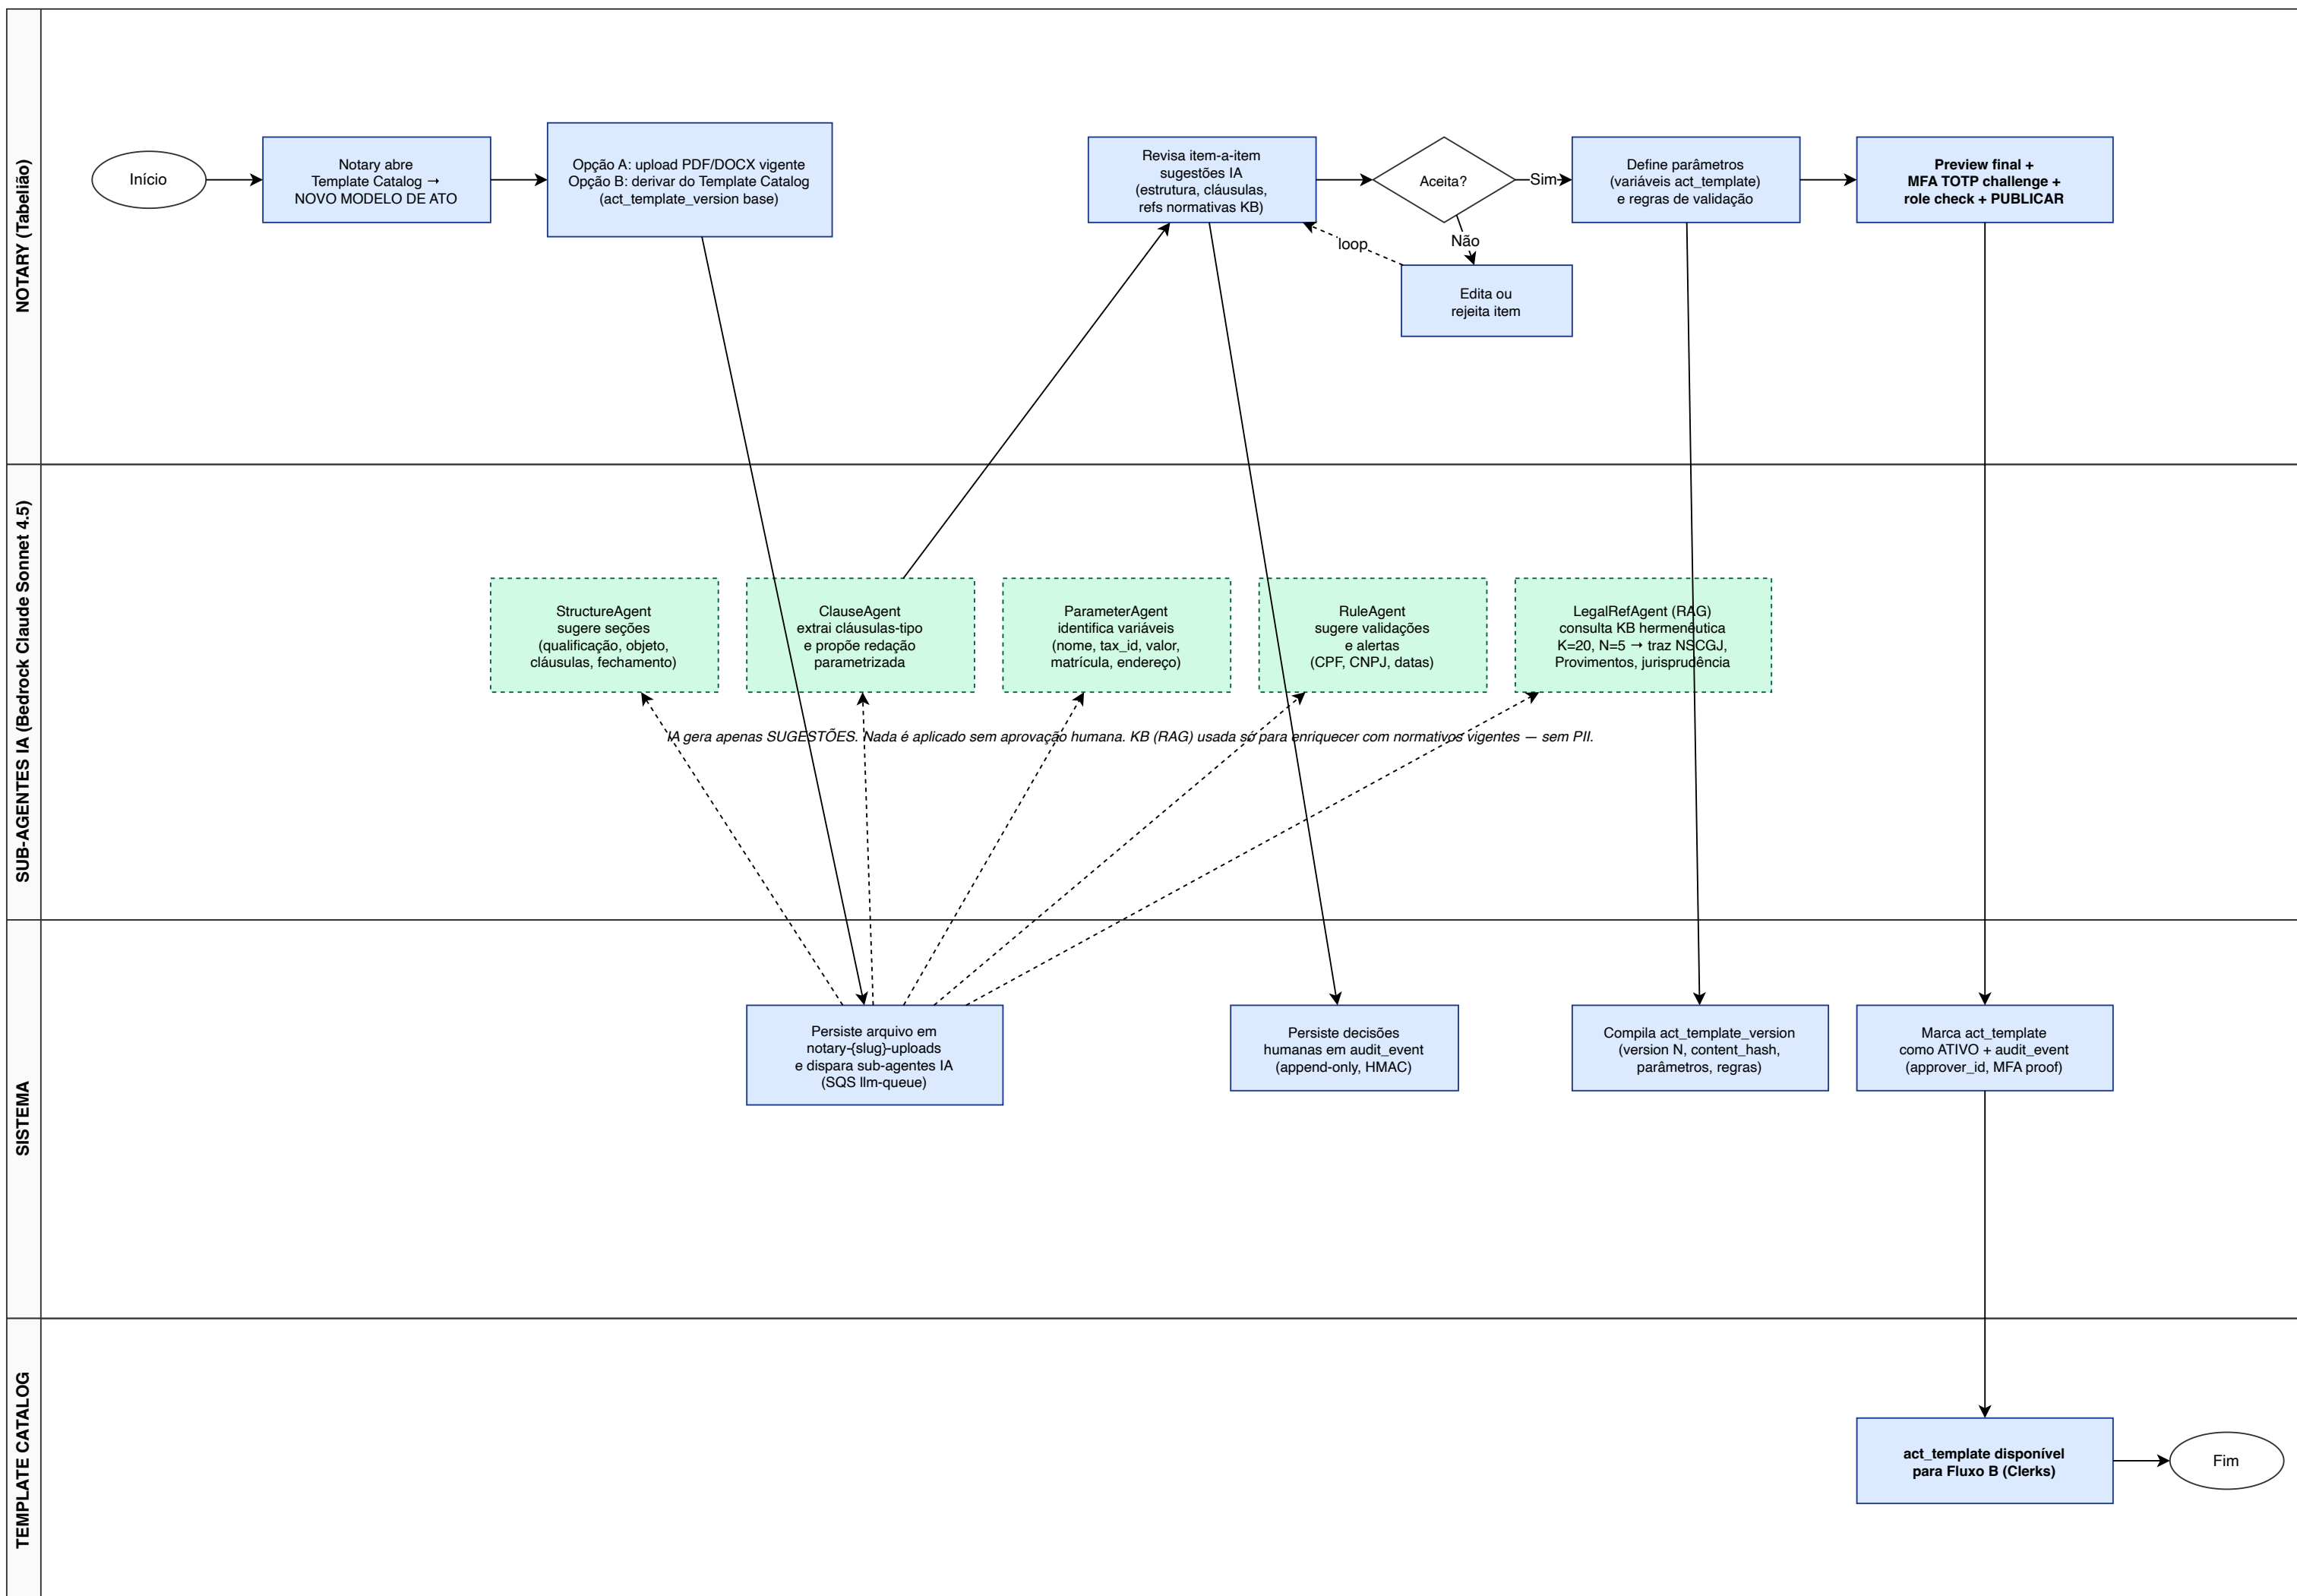 NOTARY (Tabelião)
Início
Notary abre
Template Catalog →
NOVO MODELO DE ATO
Opção A: upload PDF/DOCX vigente
Opção B: derivar do Template Catalog
(act_template_version base)
Revisa item-a-item
sugestões IA
(estrutura, cláusulas,
refs normativas KB)
Aceita?
Sim
Não
loop
Edita ou
rejeita item
Define parâmetros
(variáveis act_template)
e regras de validação
Preview final +
MFA TOTP challenge +
role check + PUBLICAR
SUB-AGENTES IA (Bedrock Claude Sonnet 4.5)
StructureAgent
sugere seções
(qualificação, objeto,
cláusulas, fechamento)
ClauseAgent
extrai cláusulas-tipo
e propõe redação
parametrizada
ParameterAgent
identifica variáveis
(nome, tax_id, valor,
matrícula, endereço)
RuleAgent
sugere validações
e alertas
(CPF, CNPJ, datas)
LegalRefAgent (RAG)
consulta KB hermenêutica
K=20, N=5 → traz NSCGJ,
Provimentos, jurisprudência
IA gera apenas SUGESTÕES. Nada é aplicado sem aprovação humana. KB (RAG) usada só para enriquecer com normativos vigentes — sem PII.
SISTEMA
Persiste arquivo em
notary-{slug}-uploads
e dispara sub-agentes IA
(SQS llm-queue)
Persiste decisões
humanas em audit_event
(append-only, HMAC)
Compila act_template_version
(version N, content_hash,
parâmetros, regras)
Marca act_template
como ATIVO + audit_event
(approver_id, MFA proof)
TEMPLATE CATALOG
act_template disponível
para Fluxo B (Clerks)
Fim